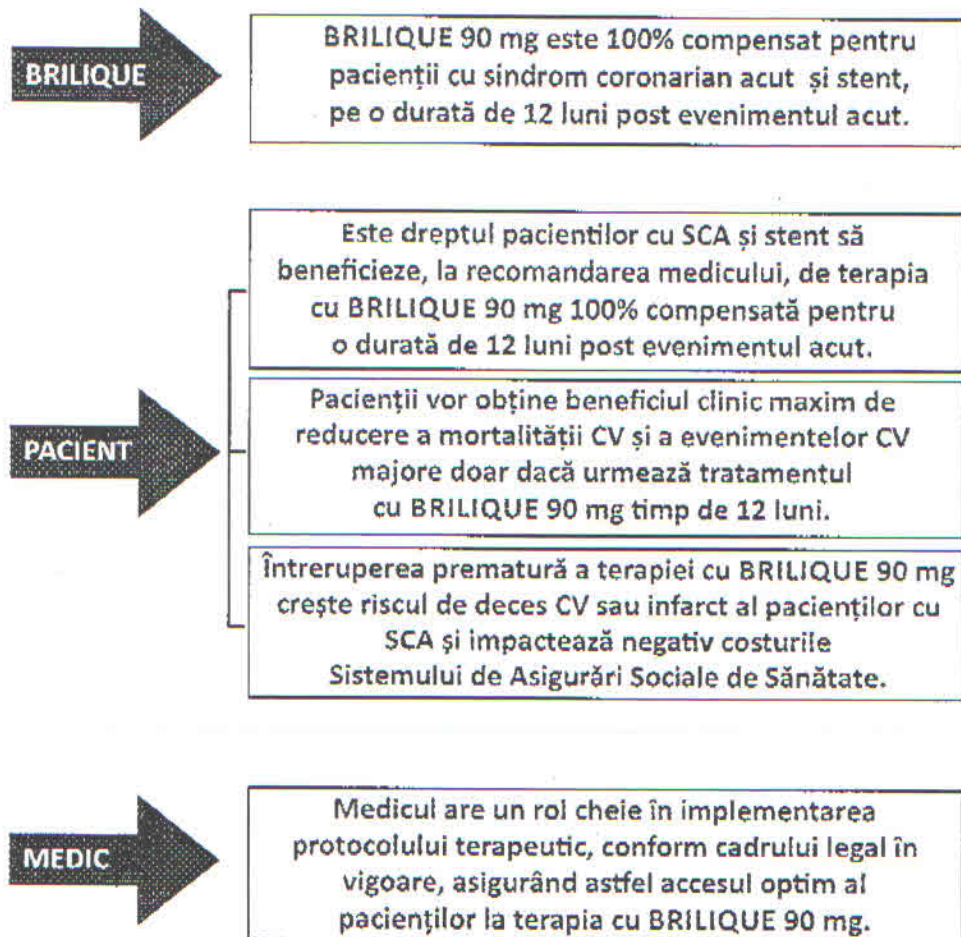 BRILIQUE
BRILIQUE 90 mg este 100% compensat pentru
pacienții cu sindrom coronarian acut și stent,
pe o durată de 12 luni post evenimentul acut.
PACIENT
Este dreptul pacientilor cu SCA și stent să
beneficieze, la recomandarea medicului, de terapia
cu BRILIQUE 90 mg 100% compensată pentru
o durată de 12 luni post evenimentul acut.
Pacienții vor obține beneficiul clinic maxim de
reducere a mortalității CV și a evenimentelor CV
majore doar dacă urmează tratamentul
cu BRILIQUE 90 mg timp de 12 luni.
Întreruperea prematură a terapiei cu BRILIQUE 90 mg
crește riscul de deces CV sau infarct al pacienților cu
SCA și impactează negativ costurile
Sistemului de Asigurări Sociale de Sănătate.
MEDIC
Medicul are un rol cheie în implementarea
protocolului terapeutic, conform cadrului legal în
vigoare, asigurând astfel accesul optim al
pacienților la terapia cu BRILIQUE 90 mg.